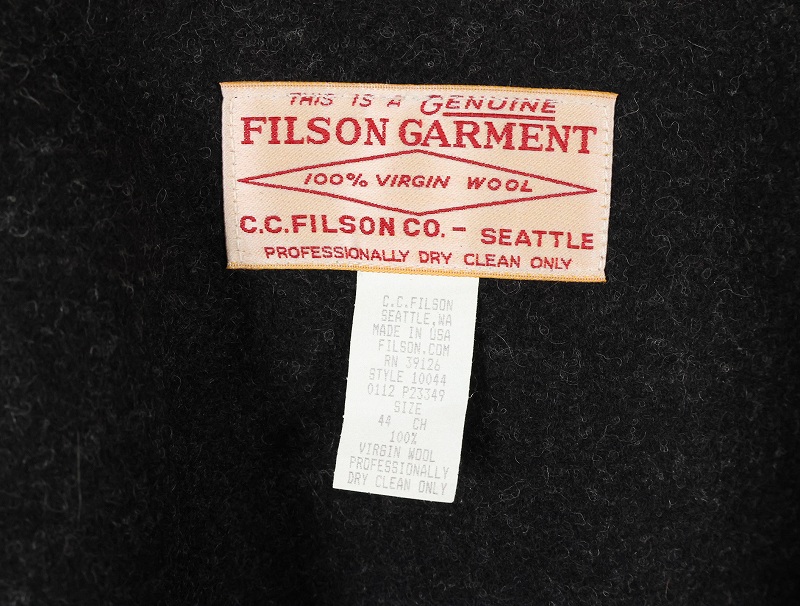 THIS IS A GENUINE
FILSON GARMENT
100% VIRGIN WOOL
C.C.FILSON CO. - SEATTLE
PROFESSIONALLY DRY CLEAN ONLY
C.C.FILSON
SEATTLE,WA
MADE IN USA
FILSON.COM
RN 39126
STYLE 10044
0112 P23349
SIZE
44 CH
100%
VIRGIN WOOL
PROFESSIONALLY
DRY CLEAN ONLY